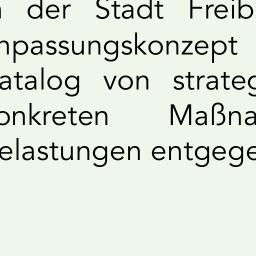 der Stadt Freib
npassungskonzept
atalog von strateg
onkreten Maßna
elastungen entgege